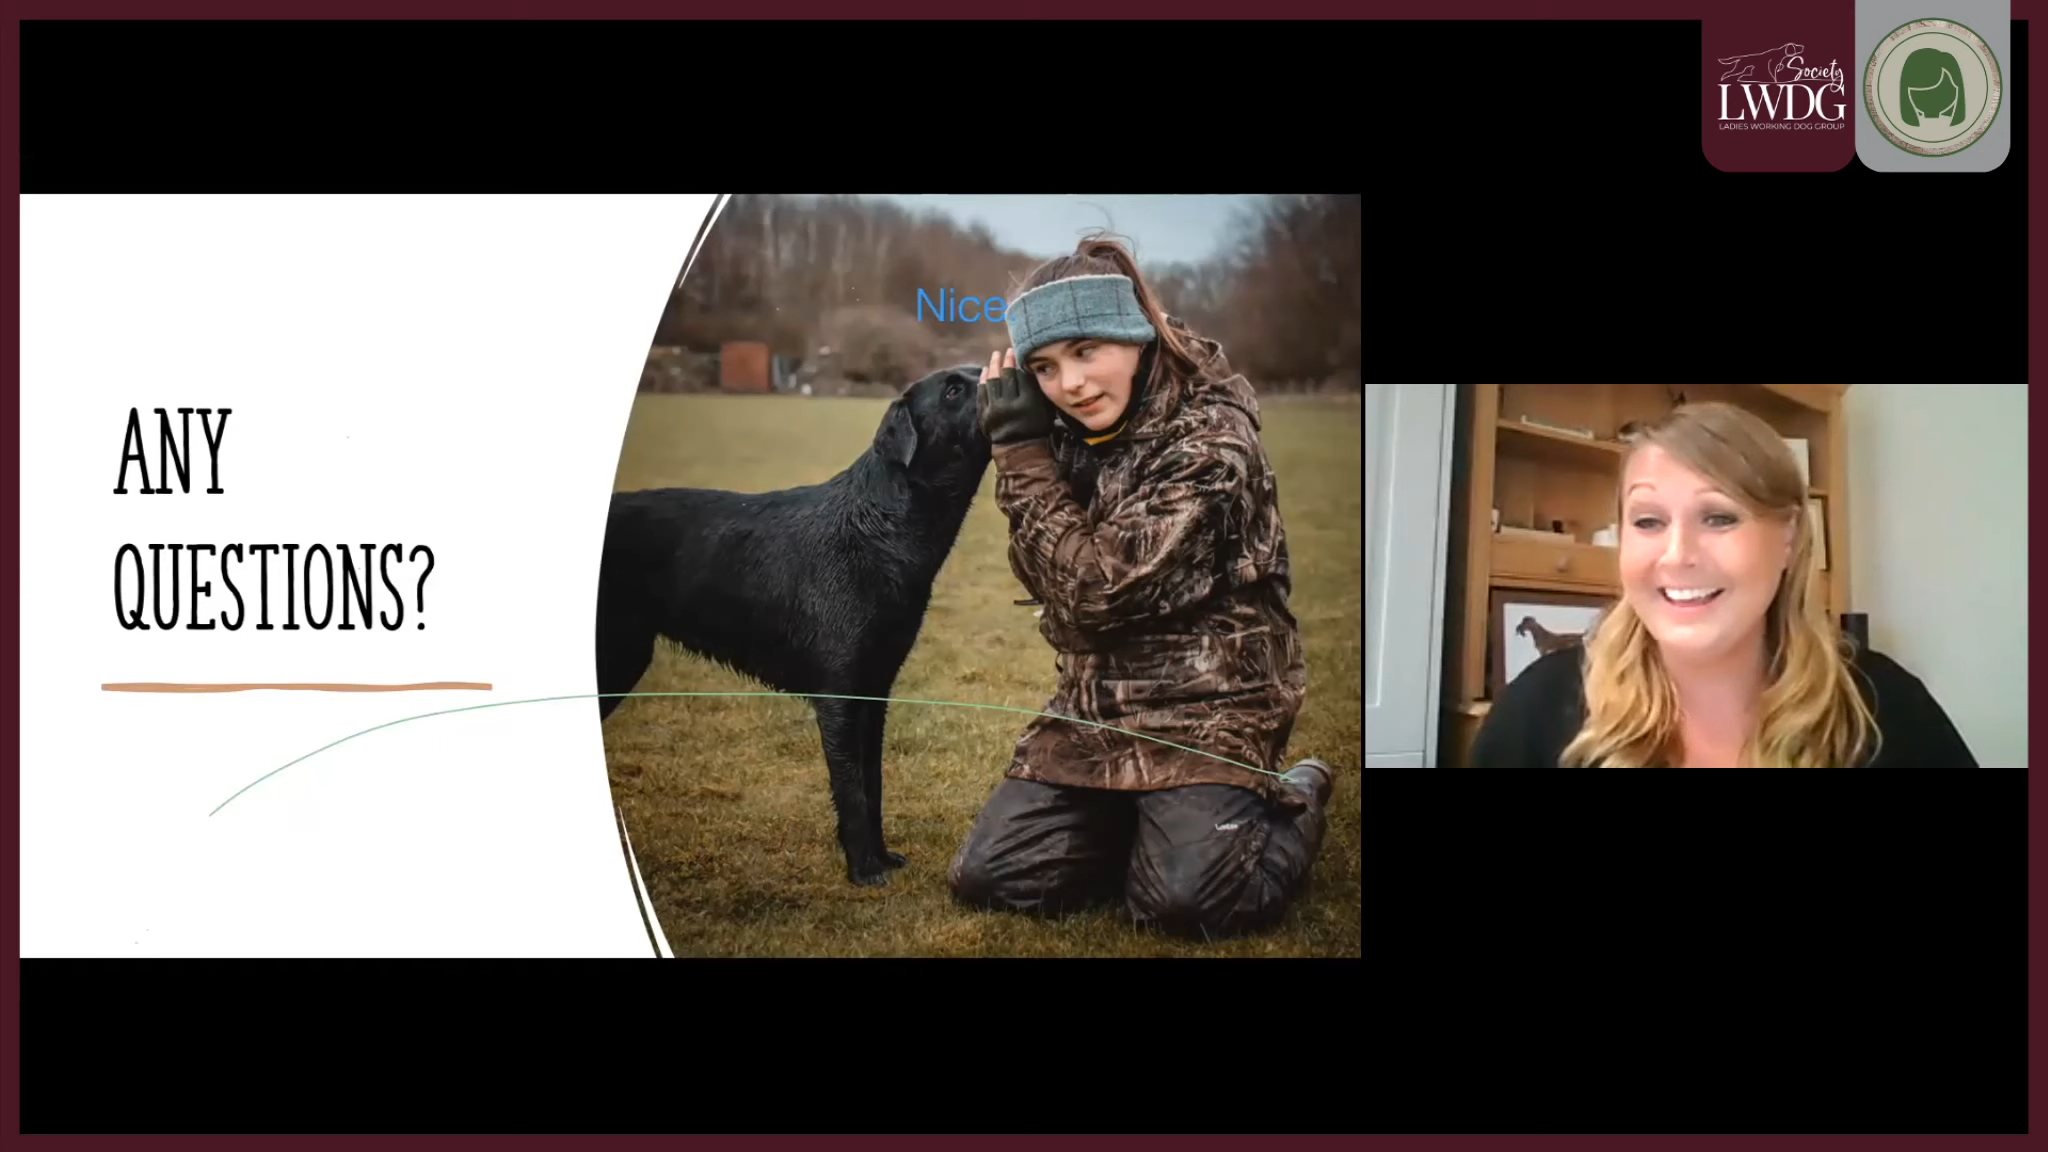 Society
LWDG
LADIES WORKING DOG GROUP
Nice.
ANY
QUESTIONS?